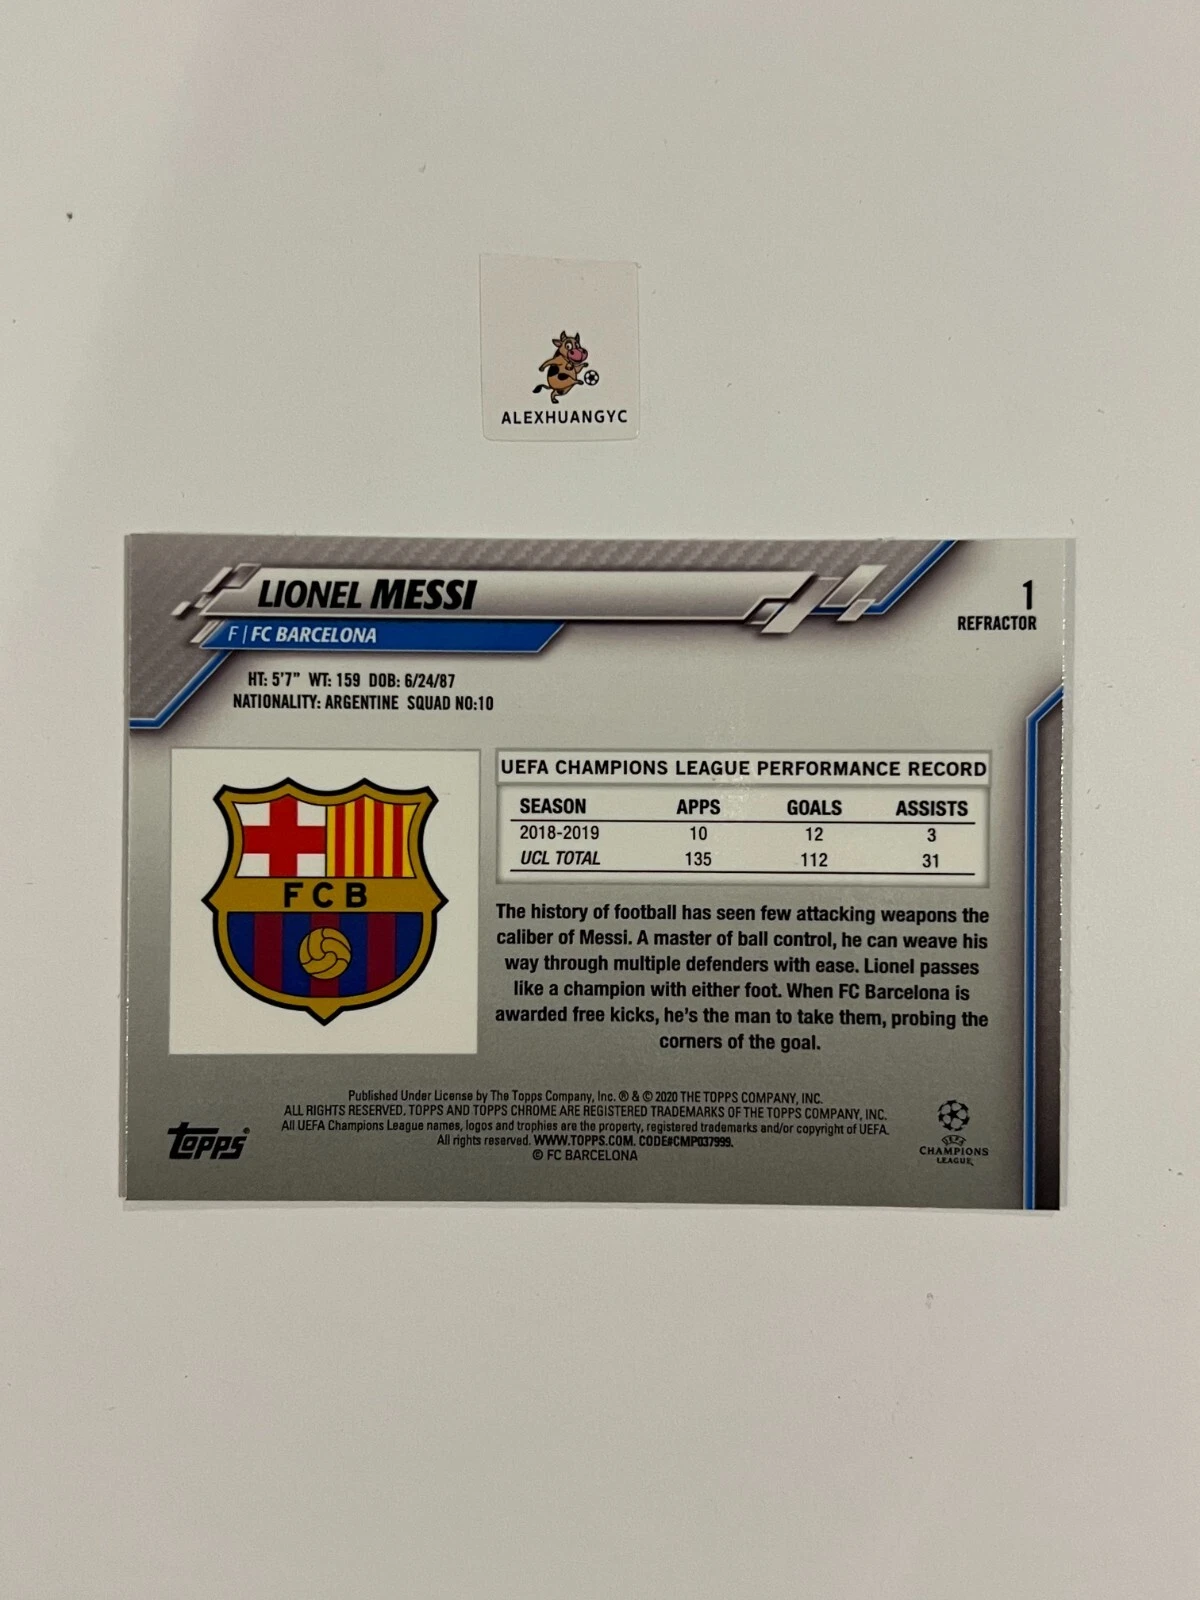 ALEXHUANGYC
LIONEL MESSI
F | FC BARCELONA
1
REFRACTOR
HT: 5'7" WT: 159 DOB: 6/24/87
NATIONALITY: ARGENTINE SQUAD NO:10
FCB
UEFA CHAMPIONS LEAGUE PERFORMANCE RECORD
SEASON APPS GOALS ASSISTS
2018-2019 10 12 3
UCL TOTAL 135 112 31
The history of football has seen few attacking weapons the
caliber of Messi. A master of ball control, he can weave his
way through multiple defenders with ease. Lionel passes
like a champion with either foot. When FC Barcelona is
awarded free kicks, he's the man to take them, probing the
corners of the goal.
Published Under License by The Topps Company, Inc. ® & © 2020 THE TOPPS COMPANY, INC.
ALL RIGHTS RESERVED. TOPPS AND TOPPS CHROME ARE REGISTERED TRADEMARKS OF THE TOPPS COMPANY, INC.
All UEFA Champions League names, logos and trophies are the property, registered trademarks and/or copyright of UEFA.
All rights reserved. WWW.TOPPS.COM. CODE#CMP037999.
© FC BARCELONA
topps®
UEFA
CHAMPIONS
LEAGUE